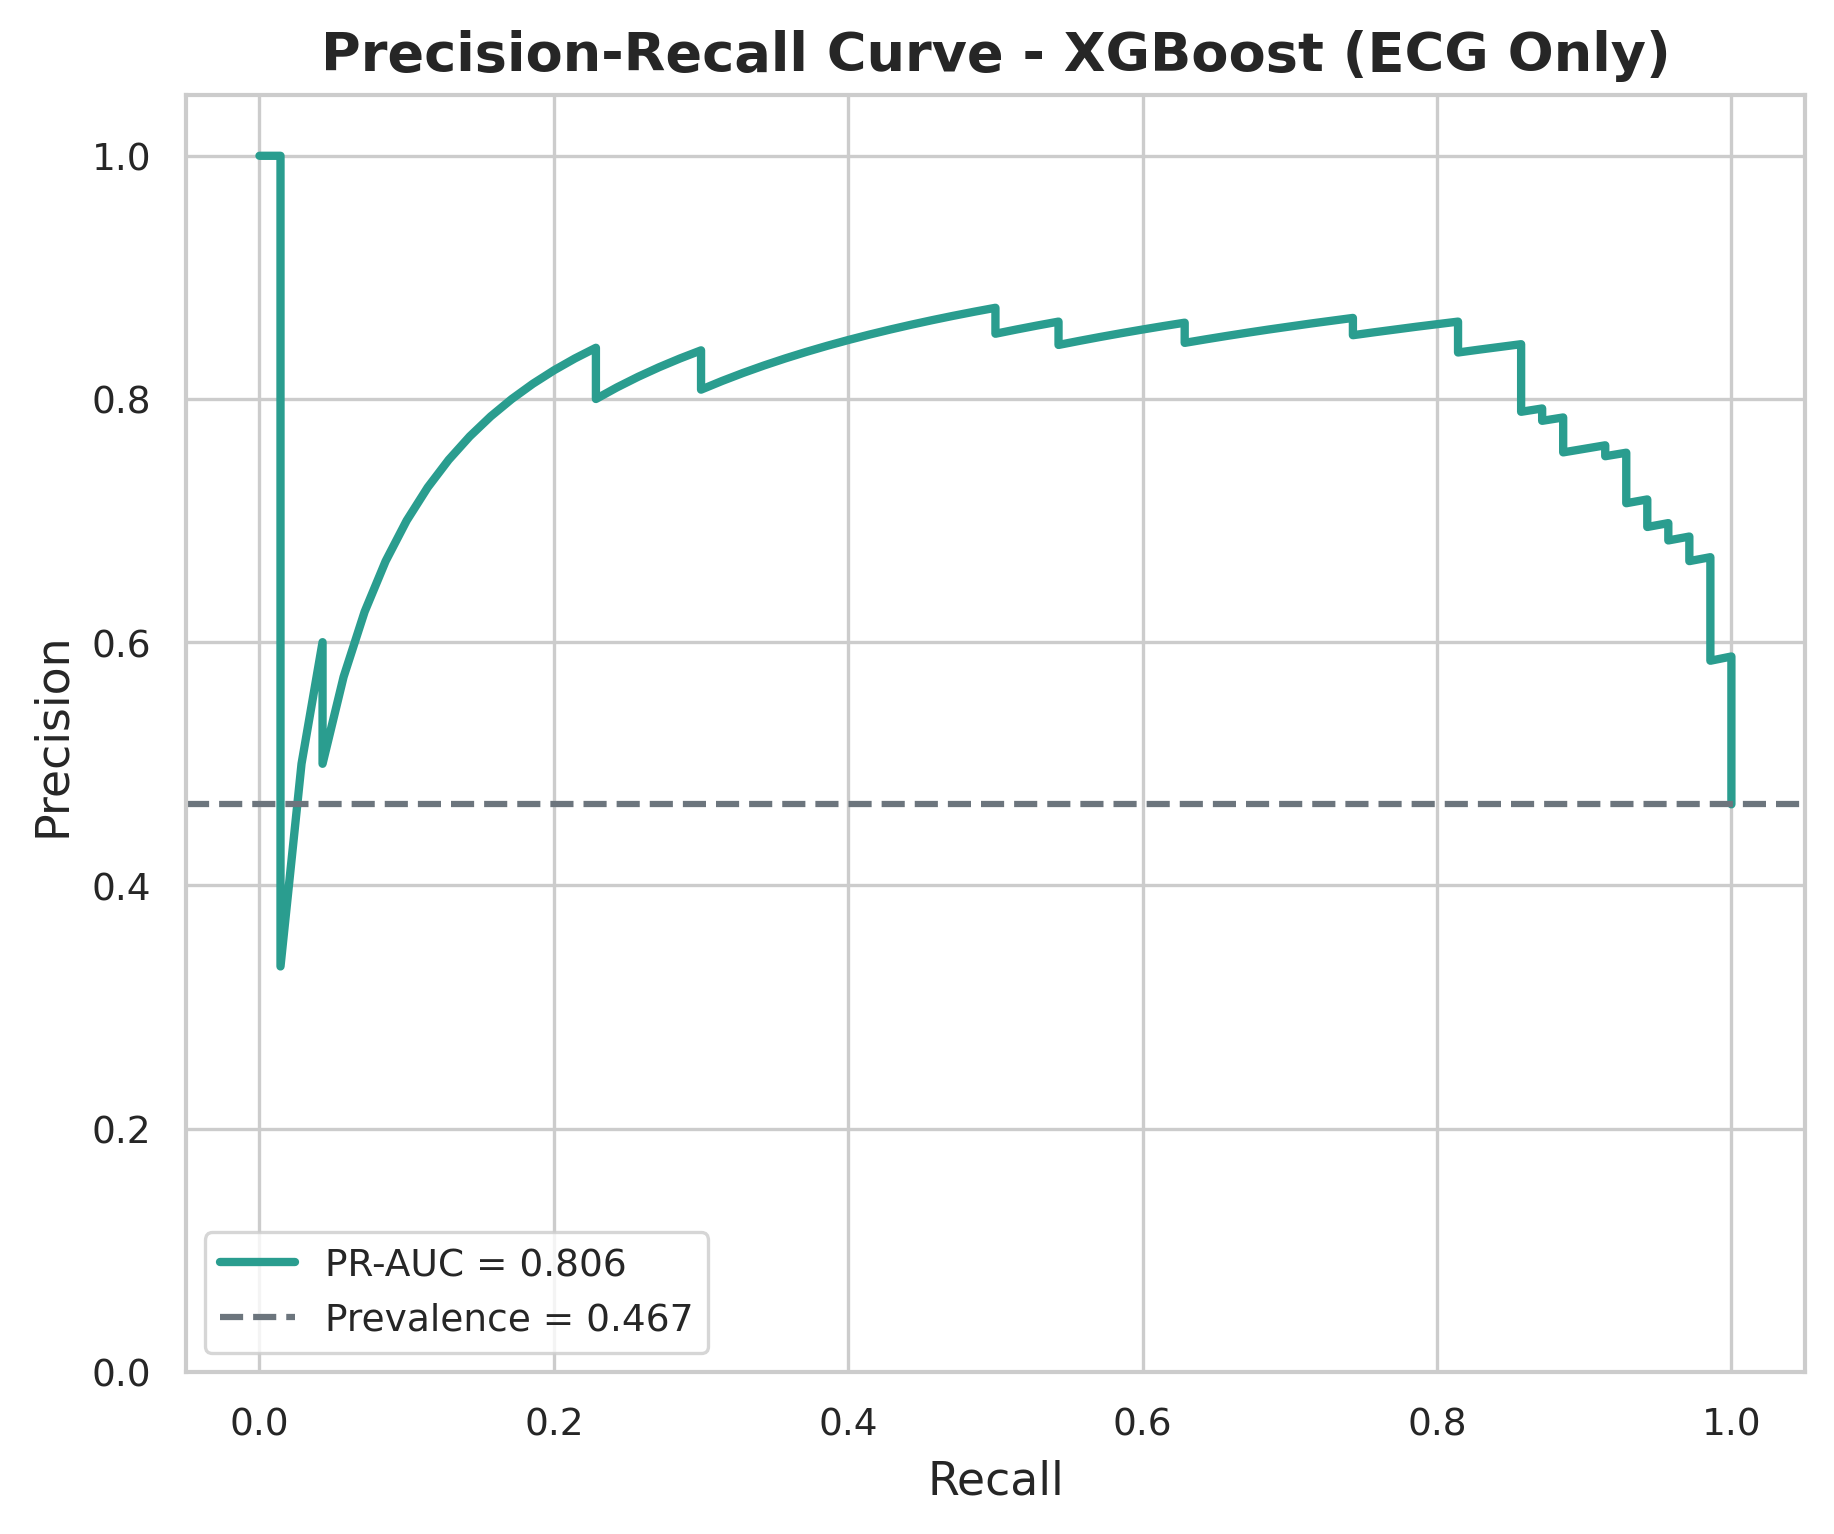 Precision-Recall Curve - XGBoost (ECG Only)
Precision
1.0
0.8
0.6
0.4
0.2
0.0
PR-AUC = 0.806
Prevalence = 0.467
0.0 0.2 0.4 0.6 0.8 1.0
Recall